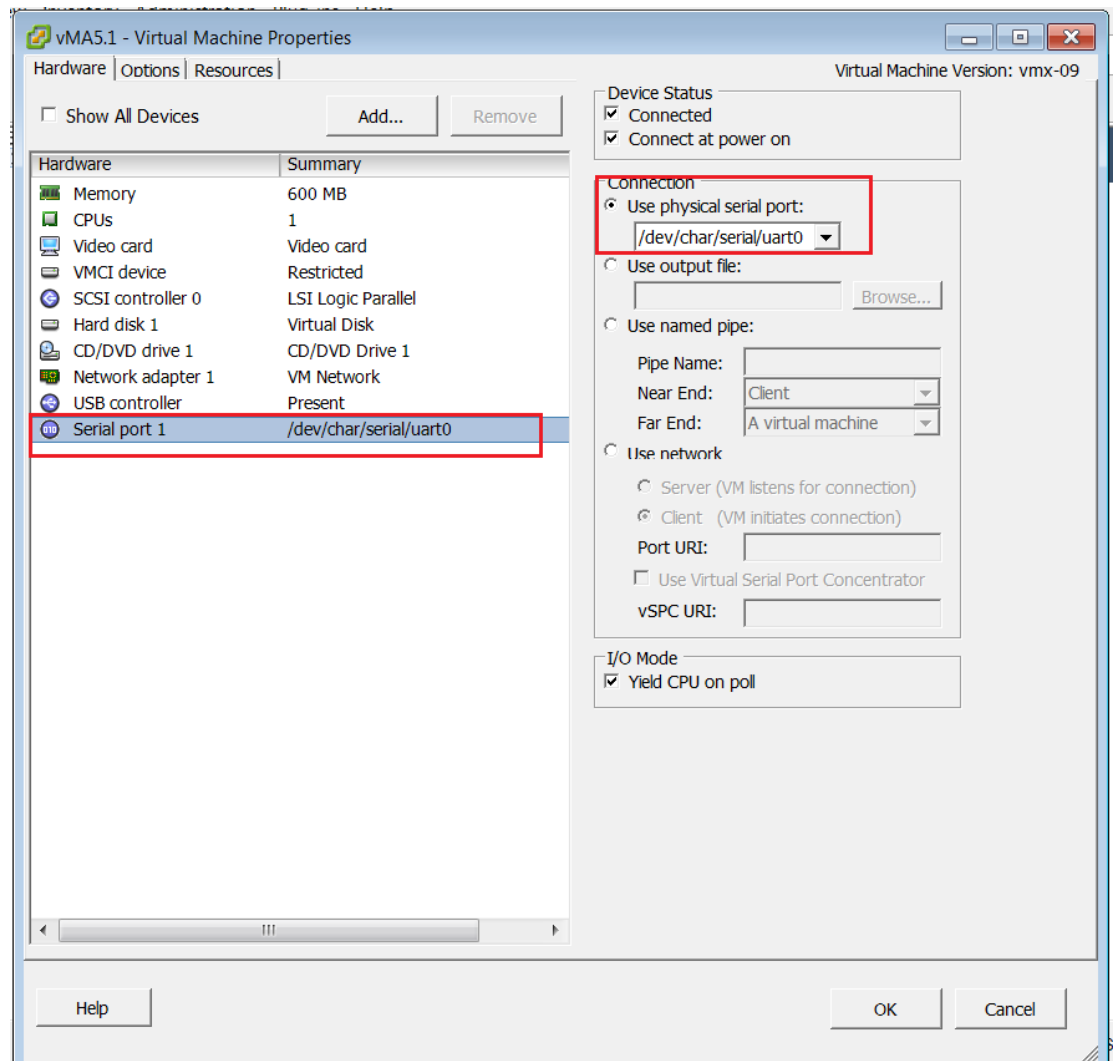 Inventory Administration Plug-ins Help
vMA5.1 - Virtual Machine Properties
Hardware Options Resources
Virtual Machine Version: vmx-09
Show All Devices
Add...
Remove
Hardware Summary
Memory 600 MB
CPUs 1
Video card Video card
VMCI device Restricted
SCSI controller 0 LSI Logic Parallel
Hard disk 1 Virtual Disk
CD/DVD drive 1 CD/DVD Drive 1
Network adapter 1 VM Network
USB controller Present
Serial port 1 /dev/char/serial/uart0
Device Status
Connected
Connect at power on
Connection
Use physical serial port:
/dev/char/serial/uart0
Use output file:
Browse...
Use named pipe:
Pipe Name:
Near End: Client
Far End: A virtual machine
Use network
Server (VM listens for connection)
Client (VM initiates connection)
Port URI:
Use Virtual Serial Port Concentrator
vSPC URI:
I/O Mode
Yield CPU on poll
Help
OK
Cancel